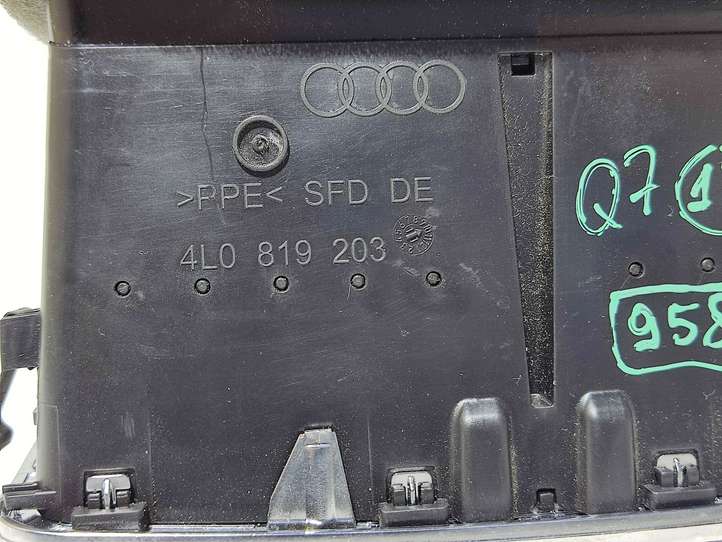 >PPE< SFD DE
4L0 819 203
Q7
958